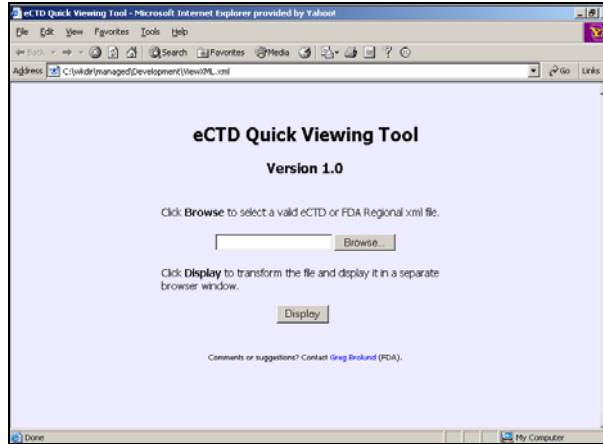 eCTD Quick Viewing Tool - Microsoft Internet Explorer provided by Yahoo!
File Edit View Favorites Tools Help
Back Search Favorites Media
Address C:\wkdir\managed\Development\ViewXML.xml Go Links
eCTD Quick Viewing Tool
Version 1.0
Click Browse to select a valid eCTD or FDA Regional xml file.
Browse...
Click Display to transform the file and display it in a separate
browser window.
Display
Comments or suggestions? Contact Greg Brolund (FDA).
Done My Computer